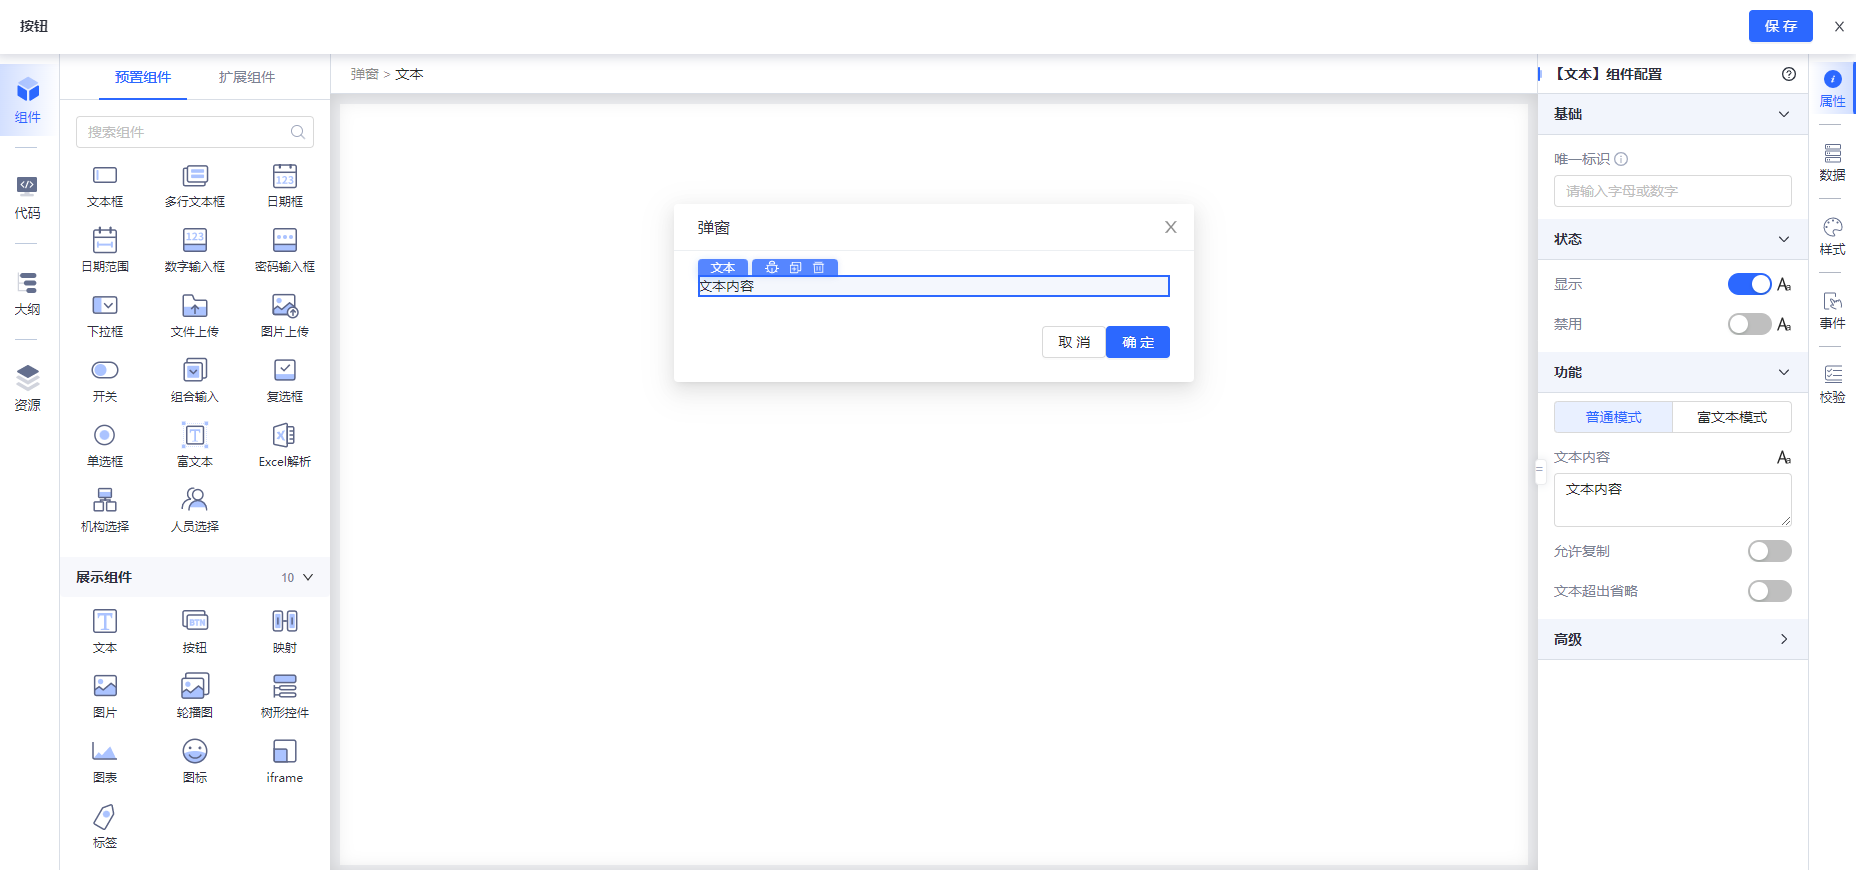 按钮
保 存
组件
代码
大纲
资源
预置组件
扩展组件
搜索组件
文本框
多行文本框
123
日期框
日期范围
123
数字输入框
密码输入框
下拉框
文件上传
图片上传
开关
组合输入
复选框
单选框
T
富文本
X
Excel解析
机构选择
人员选择
展示组件 10
T
文本
BTN
按钮
映射
图片
轮播图
树形控件
图表
图标
iframe
标签
弹窗 > 文本
弹窗
文本
文本内容
取 消
确 定
【文本】组件配置
基础
唯一标识
请输入字母或数字
状态
显示
禁用
功能
普通模式
富文本模式
文本内容
文本内容
允许复制
文本超出省略
高级
属性
数据
样式
事件
校验